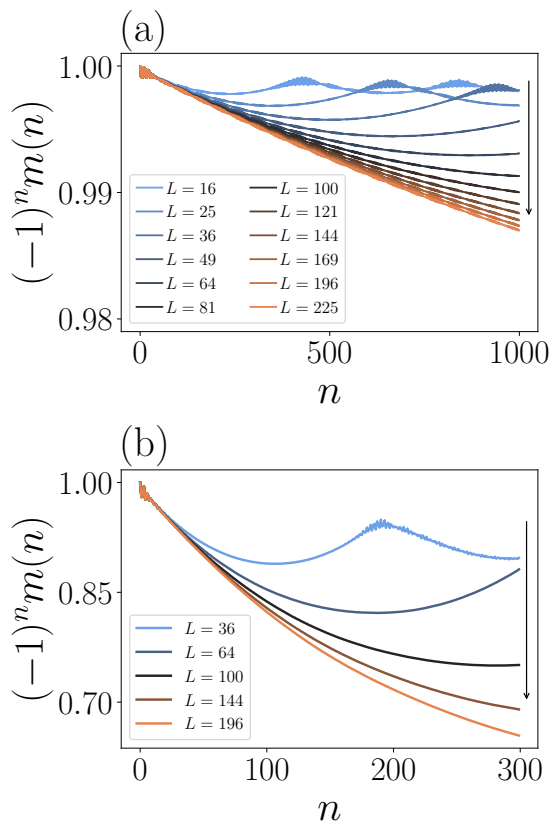 (a)
(−1)ⁿm(n)
1.00
0.99
0.98
L = 16
L = 25
L = 36
L = 49
L = 64
L = 81
L = 100
L = 121
L = 144
L = 169
L = 196
L = 225
0
500
1000
n
(b)
(−1)ⁿm(n)
1.00
0.85
0.70
L = 36
L = 64
L = 100
L = 144
L = 196
0
100
200
300
n